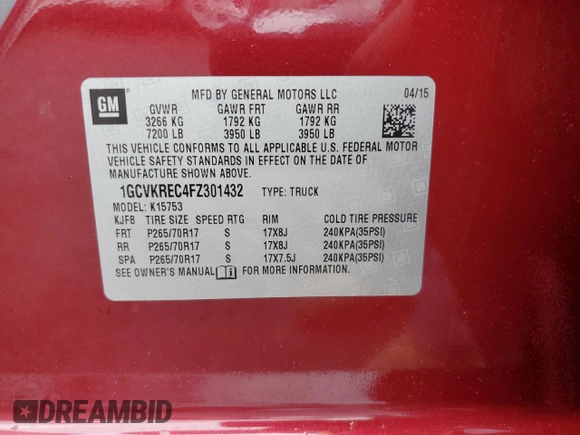 GM
MFD BY GENERAL MOTORS LLC 04/15
GVWR GAWR FRT GAWR RR
3266 KG 1792 KG 1792 KG
7200 LB 3950 LB 3950 LB
THIS VEHICLE CONFORMS TO ALL APPLICABLE U.S. FEDERAL MOTOR
VEHICLE SAFETY STANDARDS IN EFFECT ON THE DATE OF
MANUFACTURE SHOWN ABOVE.
1GCVKREC4FZ301432 TYPE: TRUCK
MODEL: K15753
KJFB TIRE SIZE SPEED RTG RIM COLD TIRE PRESSURE
FRT P265/70R17 S 17X8J 240KPA(35PSI)
RR P265/70R17 S 17X8J 240KPA(35PSI)
SPA P265/70R17 S 17X7.5J 240KPA(35PSI)
SEE OWNER'S MANUAL FOR MORE INFORMATION.
DREAMBID